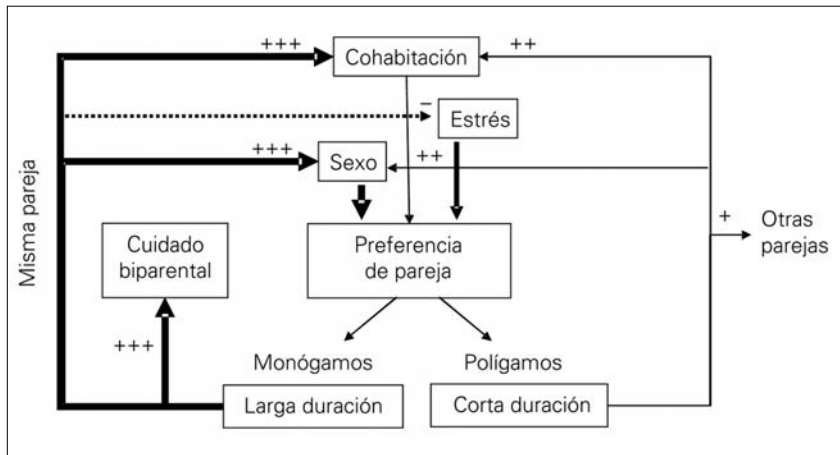 +++
Cohabitación
++
–
Estrés
+++
Sexo
++
Misma pareja
+
Otras
parejas
Cuidado
biparental
Preferencia
de pareja
+++
Monógamos
Polígamos
Larga duración
Corta duración